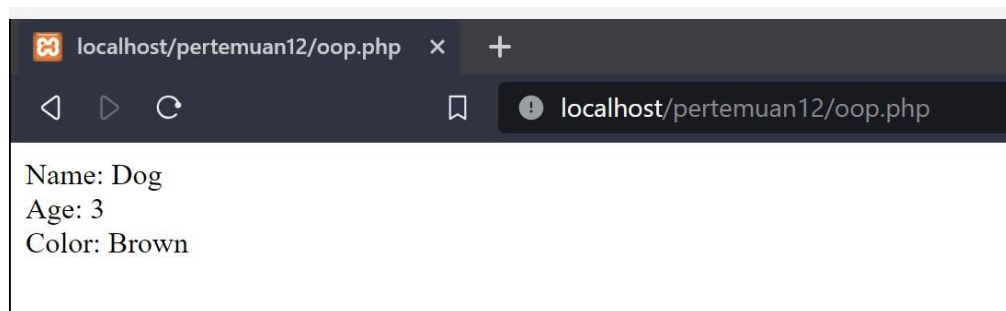 localhost/pertemuan12/oop.php
localhost/pertemuan12/oop.php
Name: Dog
Age: 3
Color: Brown